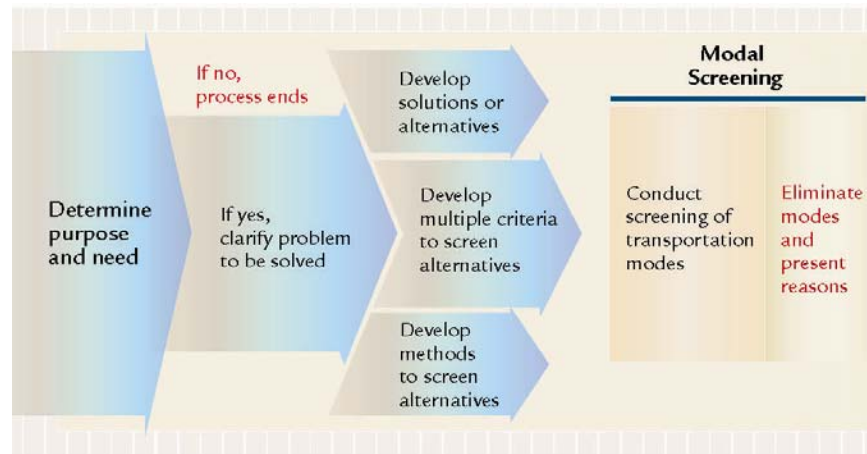 Determine
purpose
and need
If no,
process ends
If yes,
clarify problem
to be solved
Develop
solutions or
alternatives
Develop
multiple criteria
to screen
alternatives
Develop
methods
to screen
alternatives
Modal
Screening
Conduct
screening of
transportation
modes
Eliminate
modes
and
present
reasons